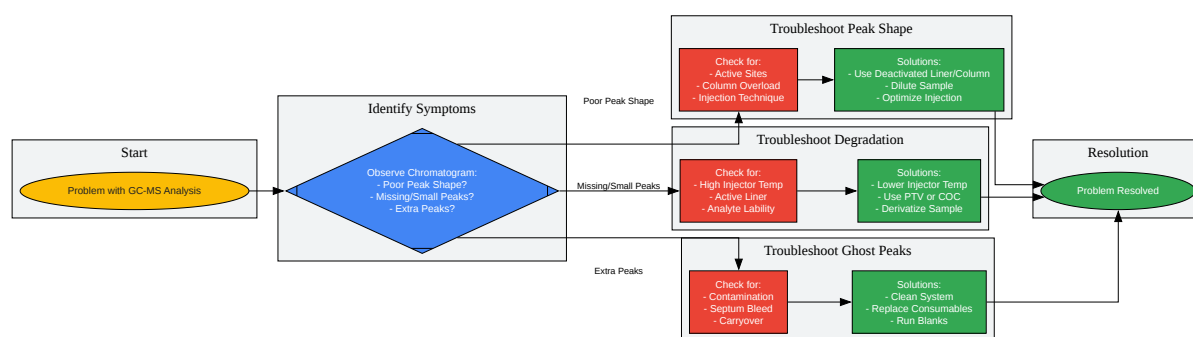 Start
Problem with GC-MS Analysis
Identify Symptoms
Observe Chromatogram:
- Poor Peak Shape?
- Missing/Small Peaks?
- Extra Peaks?
Poor Peak Shape
Missing/Small Peaks
Extra Peaks
Troubleshoot Peak Shape
Check for:
- Active Sites
- Column Overload
- Injection Technique
Solutions:
- Use Deactivated Liner/Column
- Dilute Sample
- Optimize Injection
Troubleshoot Degradation
Check for:
- High Injector Temp
- Active Liner
- Analyte Lability
Solutions:
- Lower Injector Temp
- Use PTV or COC
- Derivatize Sample
Troubleshoot Ghost Peaks
Check for:
- Contamination
- Septum Bleed
- Carryover
Solutions:
- Clean System
- Replace Consumables
- Run Blanks
Resolution
Problem Resolved